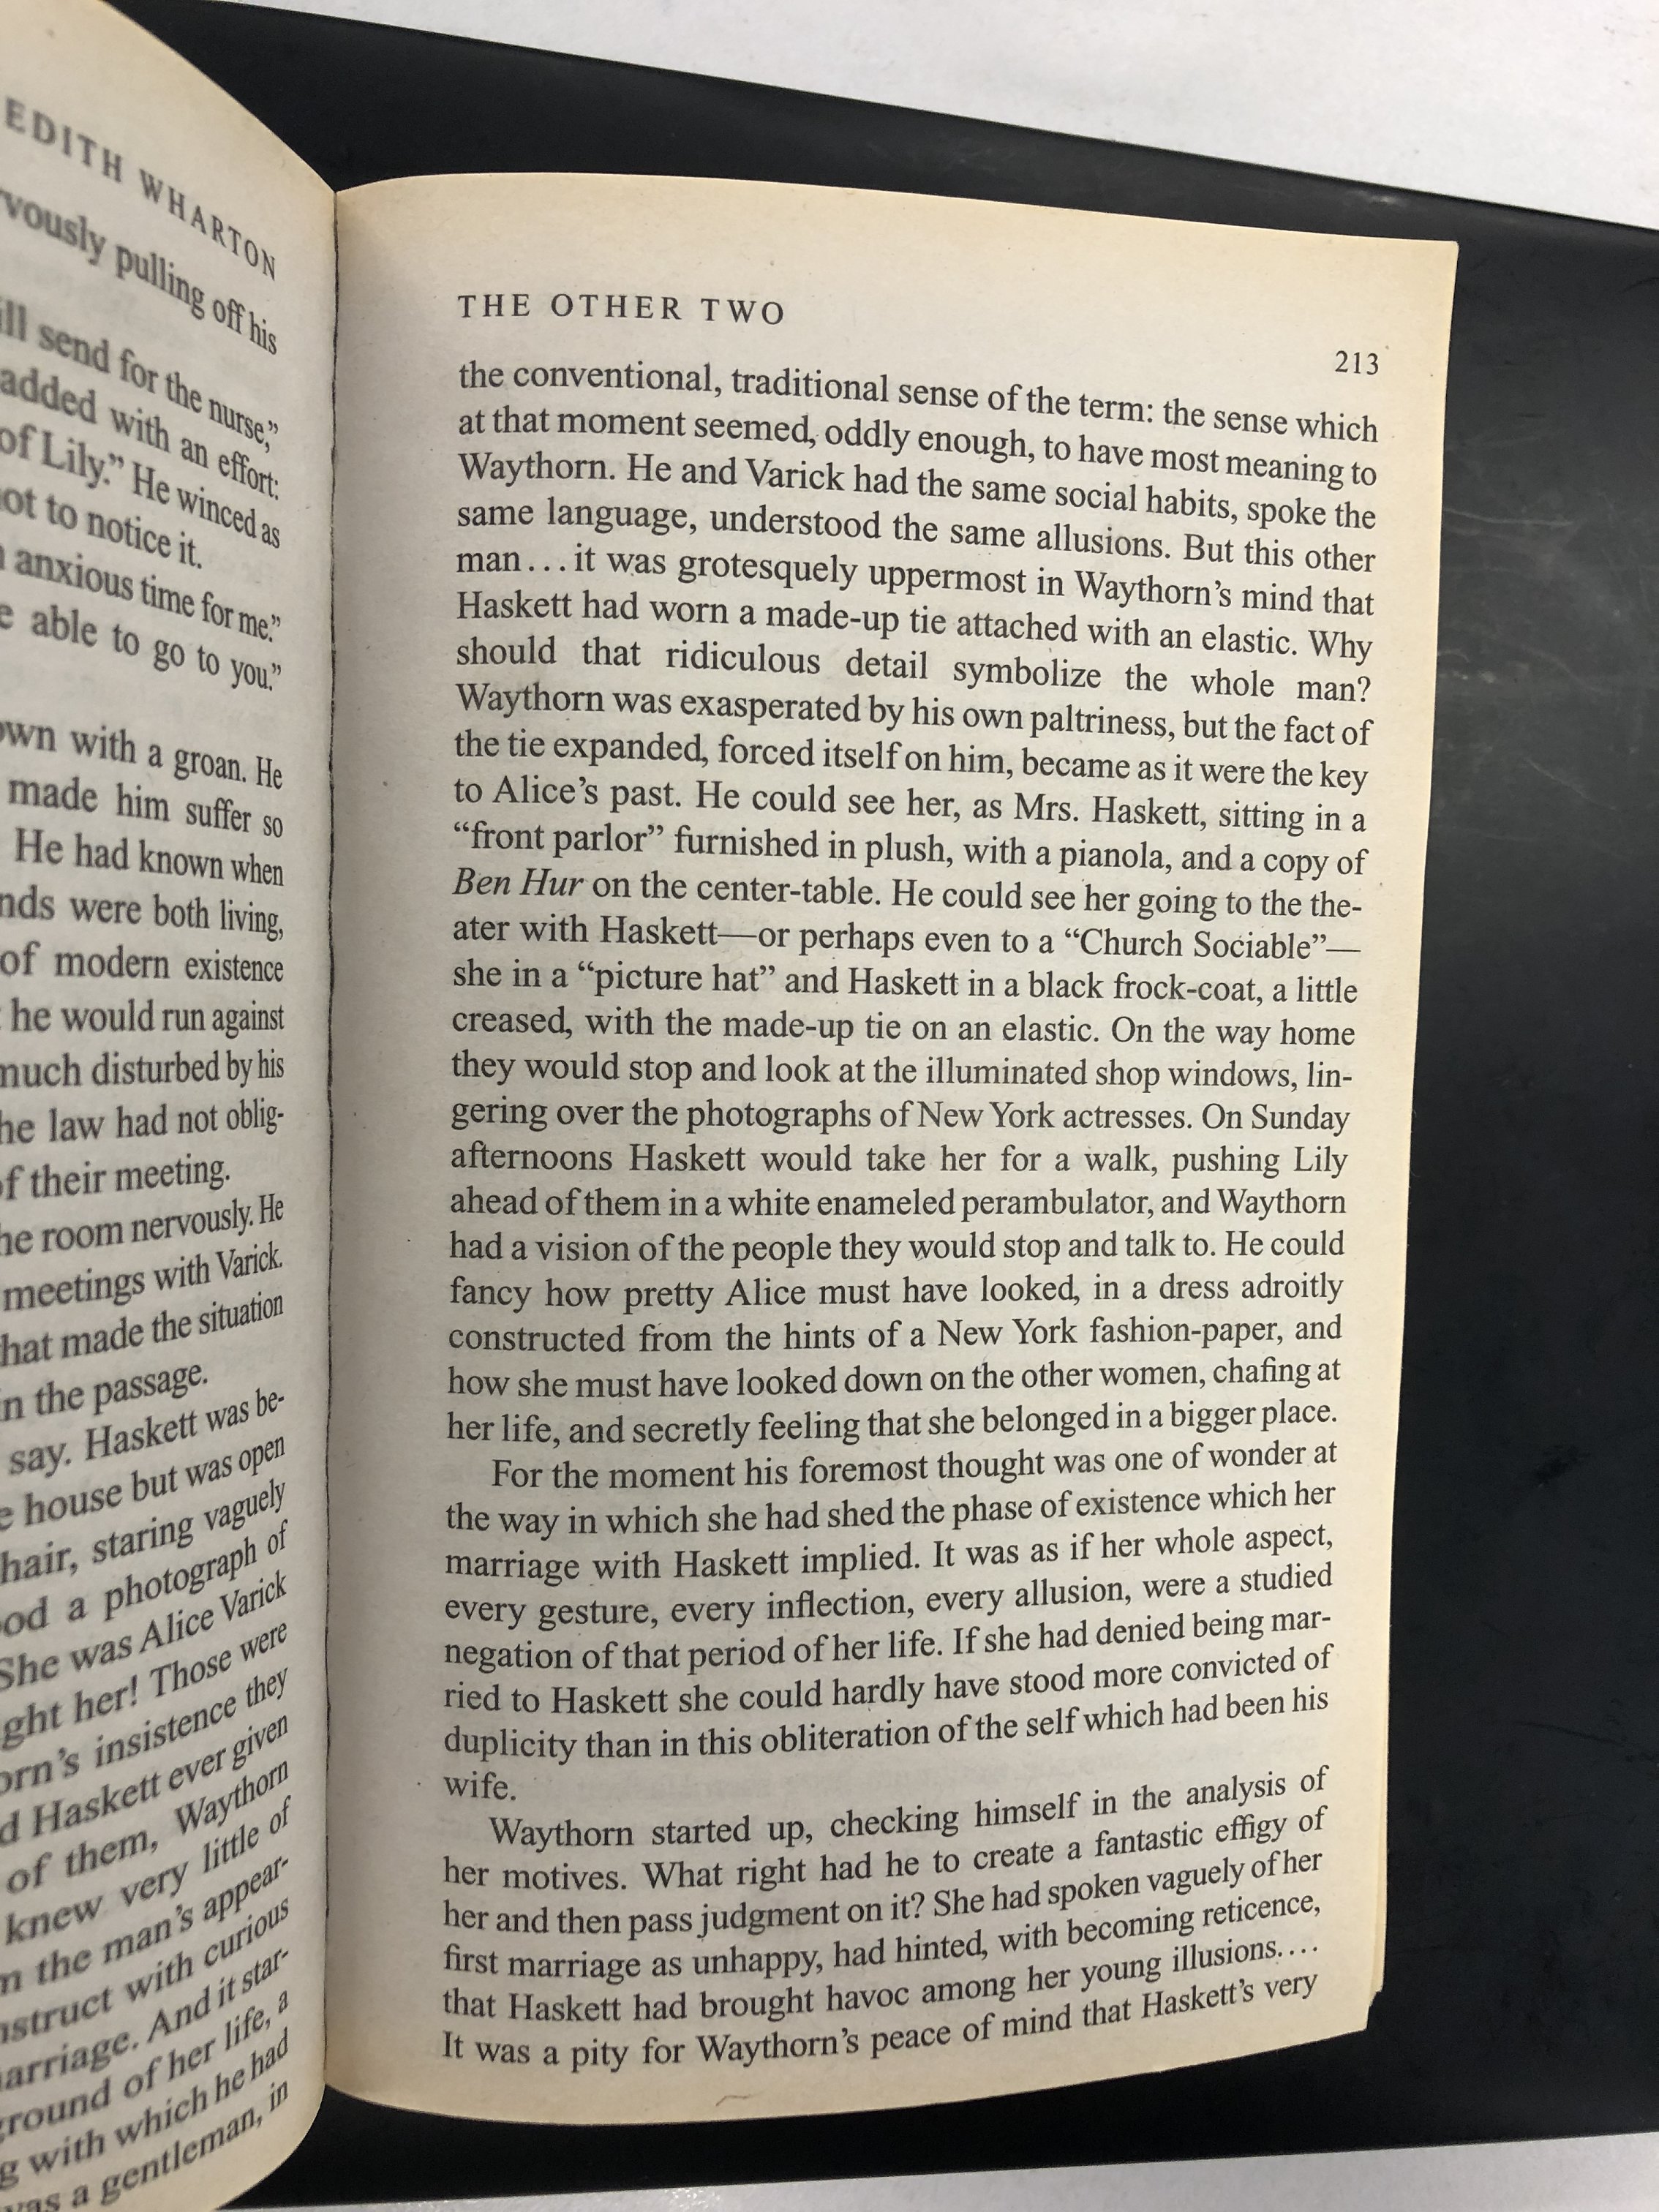 EDITH WHARTON
pulling off his
send for the nurse,"
added with an effort:
of Lily." He winced as
to notice it.
anxious time for me."
able to go to you."
with a groan. He
made him suffer so
He had known when
were both living,
of modern existence
he would run against
much disturbed by his
law had not oblig-
their meeting.
room nervously. He
meetings with Varick.
made the situation
in the passage.
say. Haskett was be-
house but was open
staring vaguely
a photograph of
She was Alice Varick
her! Those were
insistence they
Haskett ever given
of them, Waythorn
knew very little of
the man's appear-
with curious
And it star-
of her life, a
with which he had
a gentleman, in
THE OTHER TWO
213
the conventional, traditional sense of the term: the sense which
at that moment seemed, oddly enough, to have most meaning to
Waythorn. He and Varick had the same social habits, spoke the
same language, understood the same allusions. But this other
man...it was grotesquely uppermost in Waythorn's mind that
Haskett had worn a made-up tie attached with an elastic. Why
should that ridiculous detail symbolize the whole man?
Waythorn was exasperated by his own paltriness, but the fact of
the tie expanded, forced itself on him, became as it were the key
to Alice's past. He could see her, as Mrs. Haskett, sitting in a
"front parlor" furnished in plush, with a pianola, and a copy of
Ben Hur on the center-table. He could see her going to the the-
ater with Haskett—or perhaps even to a "Church Sociable"—
she in a "picture hat" and Haskett in a black frock-coat, a little
creased, with the made-up tie on an elastic. On the way home
they would stop and look at the illuminated shop windows, lin-
gering over the photographs of New York actresses. On Sunday
afternoons Haskett would take her for a walk, pushing Lily
ahead of them in a white enameled perambulator, and Waythorn
had a vision of the people they would stop and talk to. He could
fancy how pretty Alice must have looked, in a dress adroitly
constructed from the hints of a New York fashion-paper, and
how she must have looked down on the other women, chafing at
her life, and secretly feeling that she belonged in a bigger place.
For the moment his foremost thought was one of wonder at
the way in which she had shed the phase of existence which her
marriage with Haskett implied. It was as if her whole aspect,
every gesture, every inflection, every allusion, were a studied
negation of that period of her life. If she had denied being mar-
ried to Haskett she could hardly have stood more convicted of
duplicity than in this obliteration of the self which had been his
wife.
Waythorn started up, checking himself in the analysis of
her motives. What right had he to create a fantastic effigy of
her and then pass judgment on it? She had spoken vaguely of her
first marriage as unhappy, had hinted, with becoming reticence,
that Haskett had brought havoc among her young illusions....
It was a pity for Waythorn's peace of mind that Haskett's very